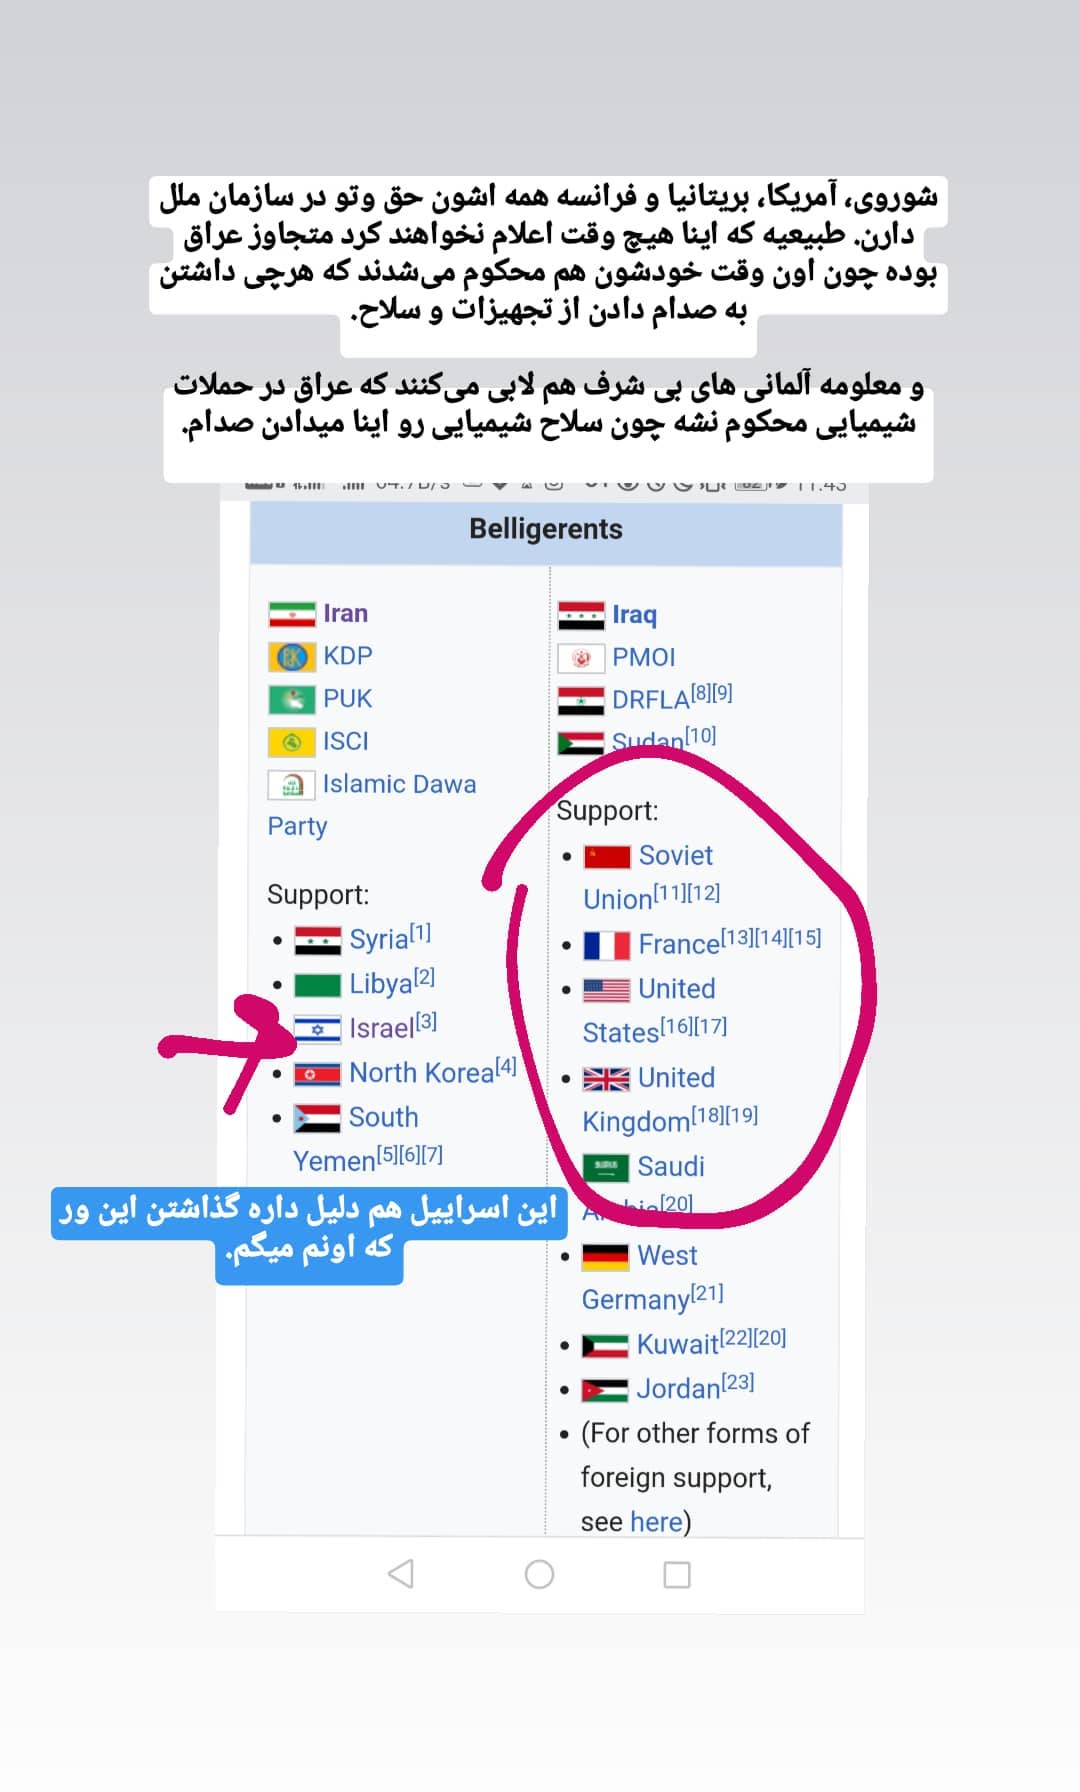 شوروی، آمریکا، بریتانیا و فرانسه همه اشون حق وتو در سازمان ملل
دارن. طبیعیه که اینا هیچ وقت اعلام نخواهند کرد متجاوز عراق
بوده چون اون وقت خودشون هم محکوم می‌شدند که هرچی داشتن
به صدام دادن از تجهیزات و سلاح.
و معلومه آلمانی های بی شرف هم لابی می‌کنند که عراق در حملات
شیمیایی محکوم نشه چون سلاح شیمیایی رو اینا میدادن صدام.
11:43
Belligerents
Iran
KDP
PUK
ISCI
Islamic Dawa
Party
Support:
Syria[1]
Libya[2]
Israel[3]
North Korea[4]
South
Yemen[5][6][7]
این اسراییل هم دلیل داره گذاشتن این ور
که اونم میگم.
Iraq
PMOI
DRFLA[8][9]
Sudan[10]
Support:
Soviet
Union[11][12]
France[13][14][15]
United
States[16][17]
United
Kingdom[18][19]
Saudi
Arabia[20]
West
Germany[21]
Kuwait[22][20]
Jordan[23]
(For other forms of
foreign support,
see here)